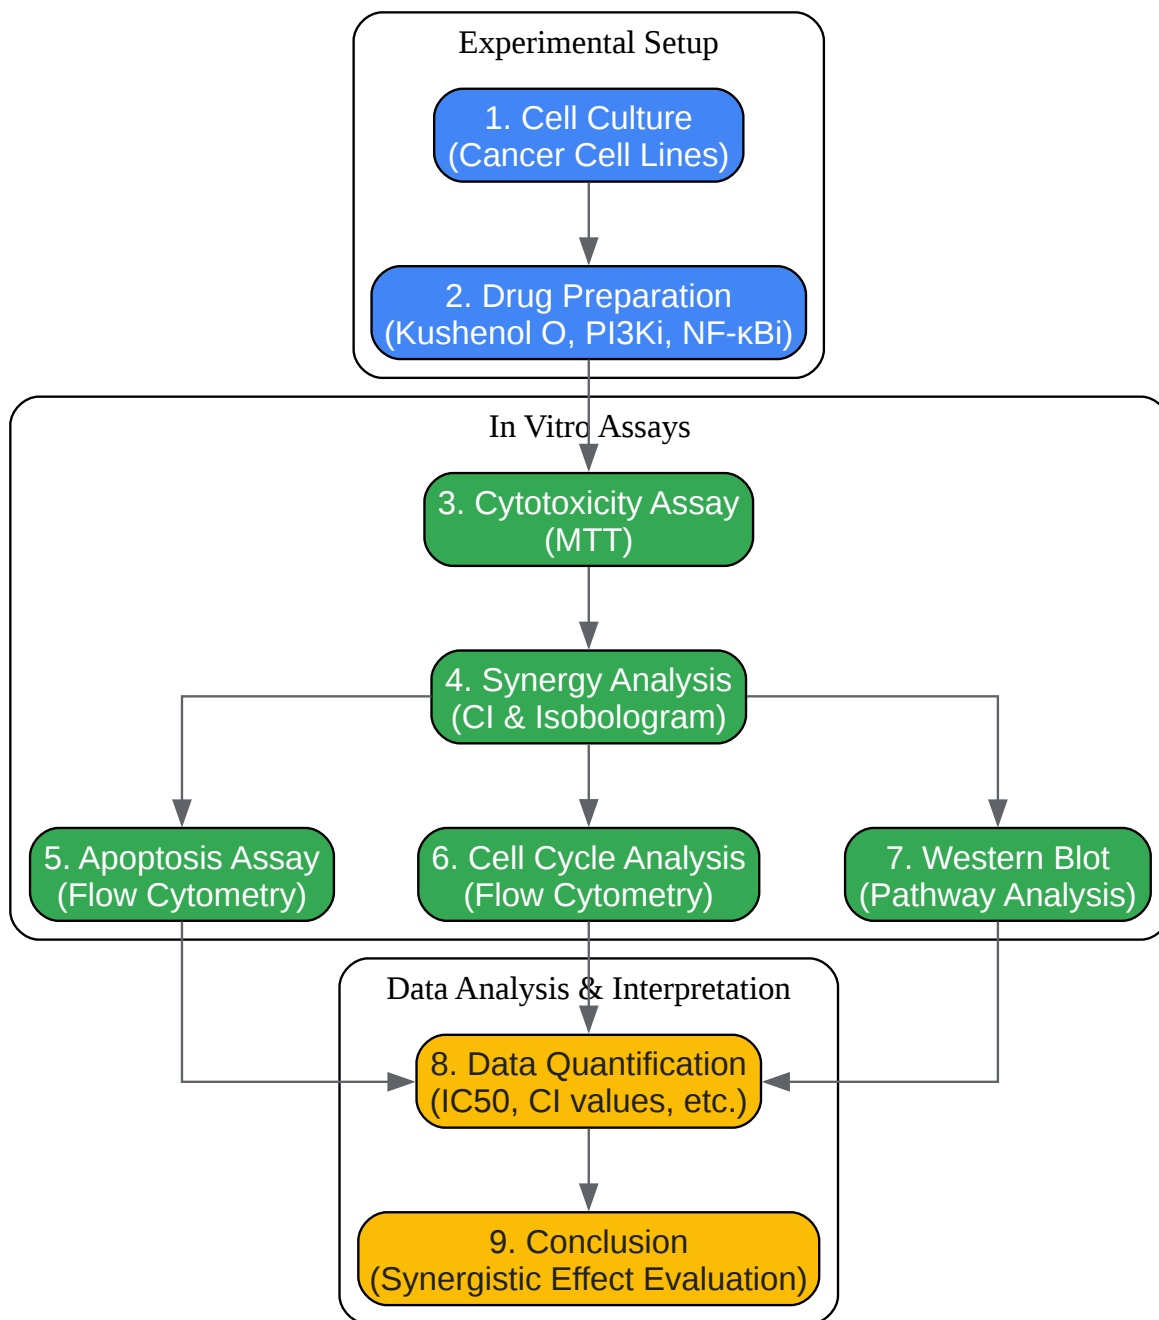 Experimental Setup
1. Cell Culture
(Cancer Cell Lines)
2. Drug Preparation
(Kushenol O, PI3Ki, NF-κBi)
In Vitro Assays
3. Cytotoxicity Assay
(MTT)
4. Synergy Analysis
(CI & Isobologram)
5. Apoptosis Assay
(Flow Cytometry)
6. Cell Cycle Analysis
(Flow Cytometry)
7. Western Blot
(Pathway Analysis)
Data Analysis & Interpretation
8. Data Quantification
(IC50, CI values, etc.)
9. Conclusion
(Synergistic Effect Evaluation)